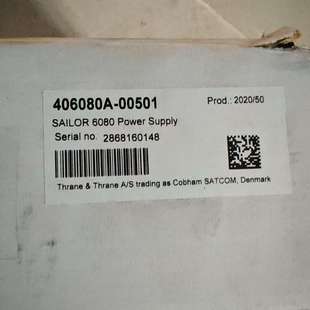 406080A-00501
Prod.: 2020/50
SAILOR 6080 Power Supply
Serial no. 2868160148
Thrane & Thrane A/S trading as Cobham SATCOM, Denmark